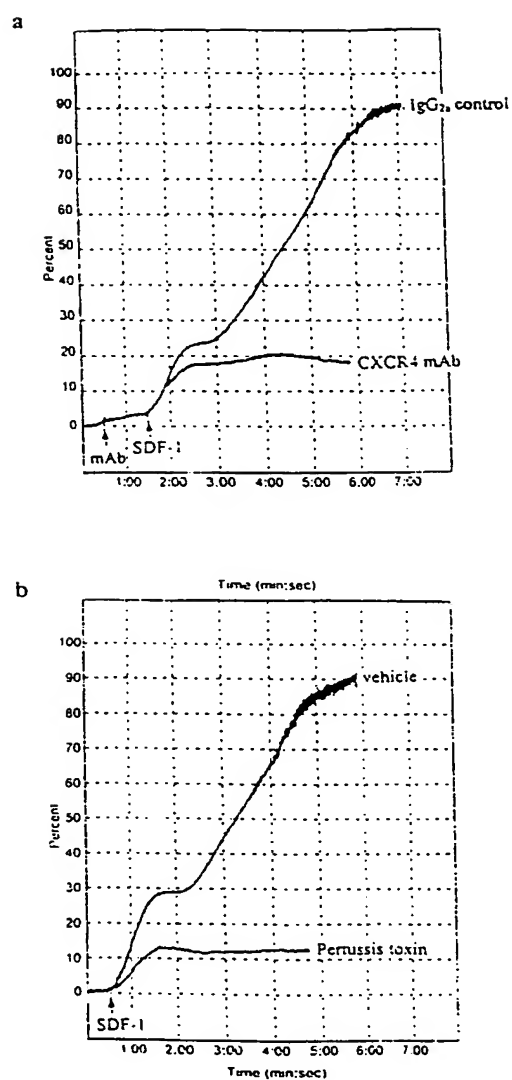 a
100
90
80
70
60
50
40
30
20
10
0
Percent
IgG2a control
CXCR4 mAb
mAb
SDF-1
1:00 2:00 3:00 4:00 5:00 6:00 7:00
Time (min:sec)
b
100
90
80
70
60
50
40
30
20
10
0
Percent
vehicle
Pertussis toxin
SDF-1
1:00 2:00 3:00 4:00 5:00 6:00 7:00
Time (min:sec)